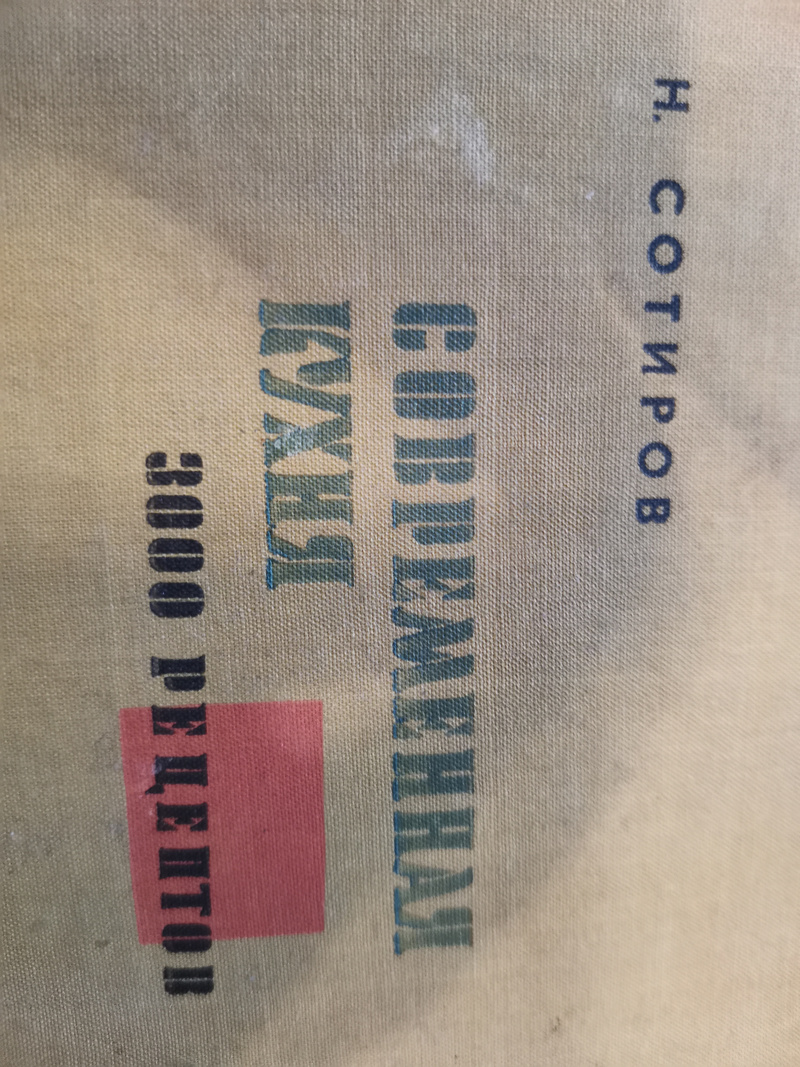 Н. СОТИРОВ
СОВРЕМЕННАЯ
КУХНЯ
3000 РЕЦЕПТОВ